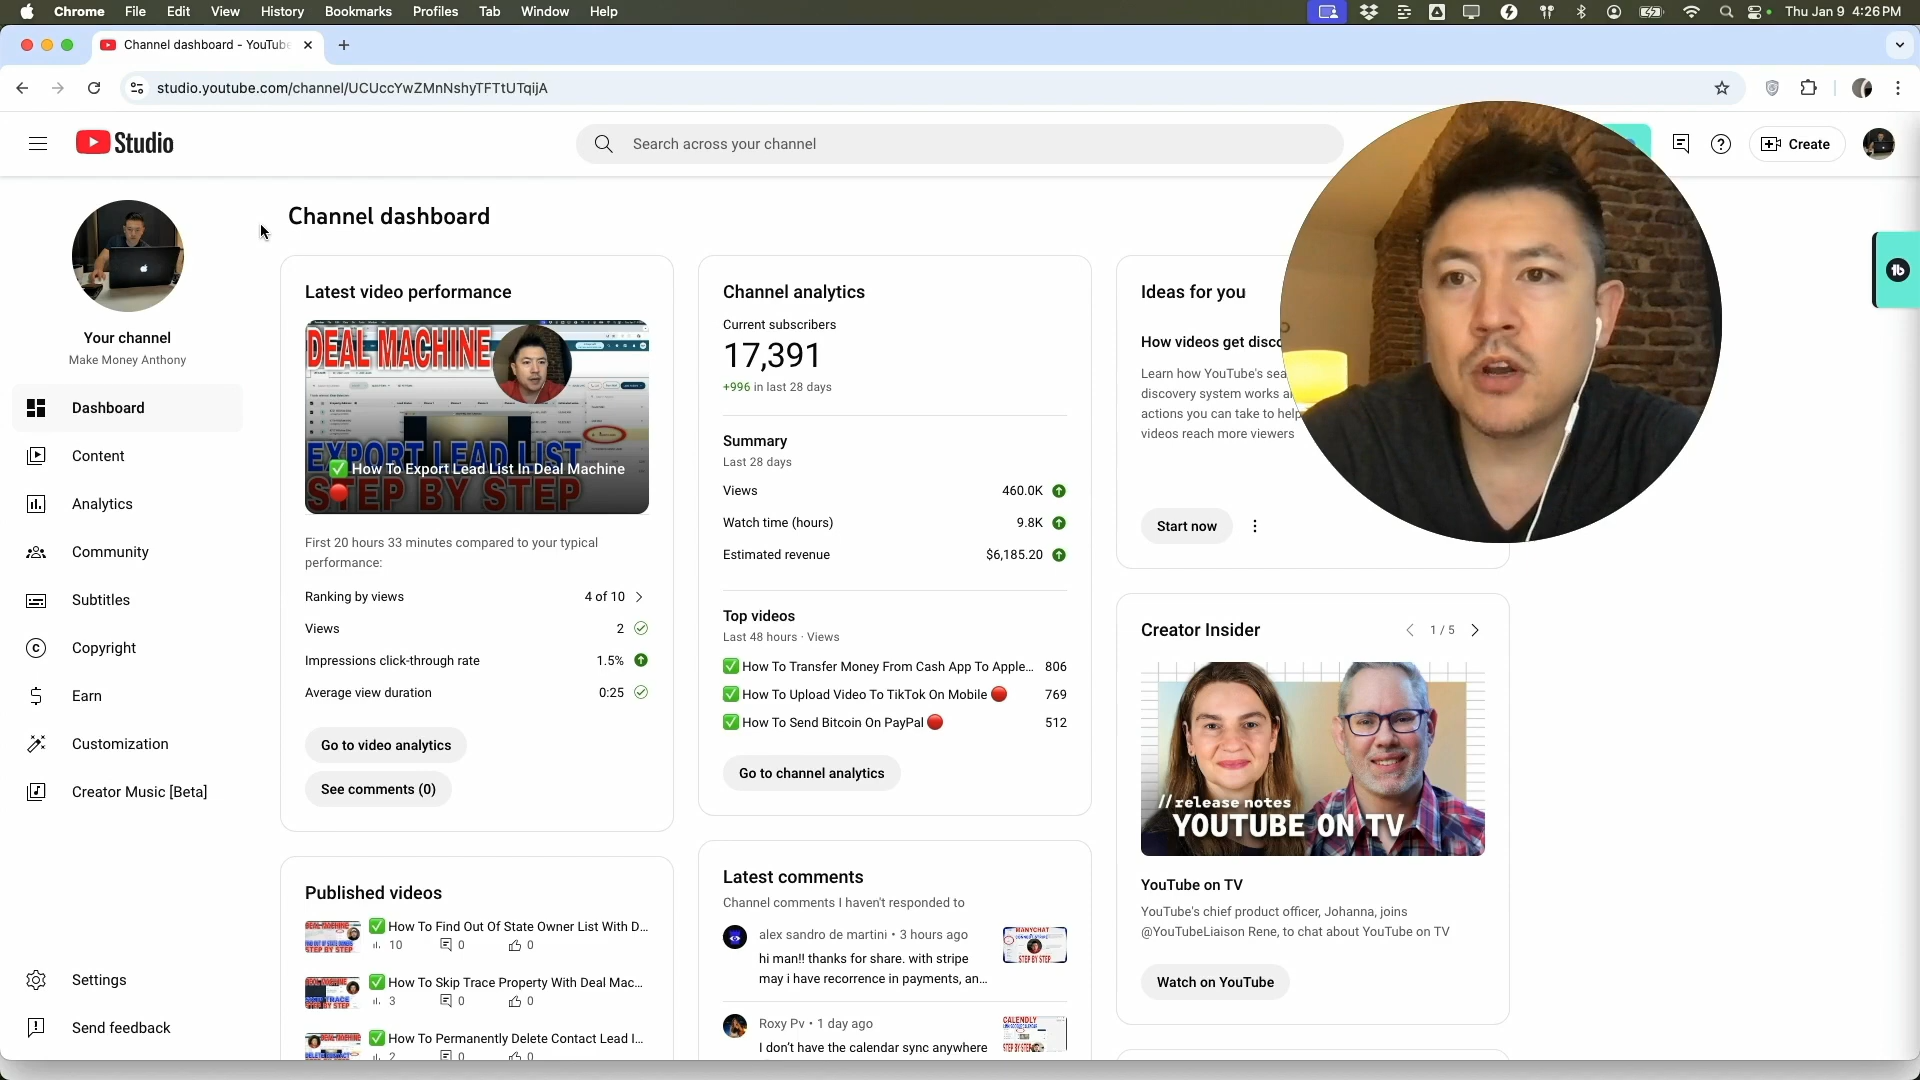 Chrome File Edit View History Bookmarks Profiles Tab Window Help
Thu Jan 9 4:26 PM
Channel dashboard - YouTube
studio.youtube.com/channel/UCUccYwZMnNshyTFTtUTqijA
Studio
Search across your channel
Create
Your channel
Make Money Anthony
Dashboard
Content
Analytics
Community
Subtitles
Copyright
Earn
Customization
Creator Music [Beta]
Settings
Send feedback
Channel dashboard
Latest video performance
DEAL MACHINE
EXPORT LEAD LIST
✅ How To Export Lead List In Deal Machine
🔴
STEP BY STEP
First 20 hours 33 minutes compared to your typical
performance:
Ranking by views 4 of 10
Views 2
Impressions click-through rate 1.5%
Average view duration 0:25
Go to video analytics
See comments (0)
Published videos
✅ How To Find Out Of State Owner List With D...
10 0 0
✅ How To Skip Trace Property With Deal Mac...
3 0 0
✅ How To Permanently Delete Contact Lead I...
2 0 0
Channel analytics
Current subscribers
17,391
+996 in last 28 days
Summary
Last 28 days
Views 460.0K
Watch time (hours) 9.8K
Estimated revenue $6,185.20
Top videos
Last 48 hours · Views
✅ How To Transfer Money From Cash App To Apple... 806
✅ How To Upload Video To TikTok On Mobile 🔴 769
✅ How To Send Bitcoin On PayPal 🔴 512
Go to channel analytics
Latest comments
Channel comments I haven't responded to
alex sandro de martini • 3 hours ago
hi man!! thanks for share. with stripe
may i have recorrence in payments, an...
MANYCHAT
STEP BY STEP
Roxy Pv • 1 day ago
I don't have the calendar sync anywhere
CALENDLY
STEP BY STEP
Ideas for you
How videos get disco
Learn how YouTube's sea
discovery system works a
actions you can take to help
videos reach more viewers
Start now
Creator Insider
1 / 5
// release notes
YOUTUBE ON TV
YouTube on TV
YouTube's chief product officer, Johanna, joins
@YouTubeLiaison Rene, to chat about YouTube on TV
Watch on YouTube